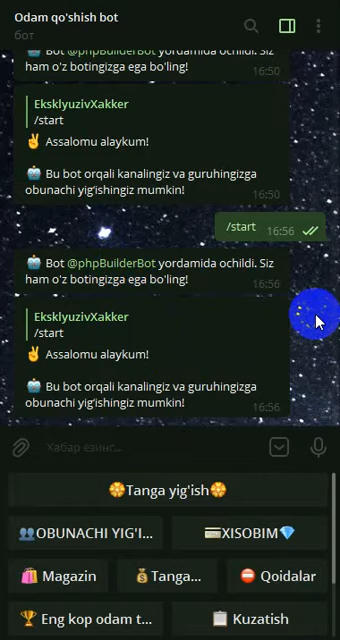 Odam qo'shish bot
бот
🤖 Bot @phpBuilderBot yordamida ochildi. Siz
ham o'z botingizga ega bo'ling!
16:50
EksklyuzivXakker
/start
✌ Assalomu alaykum!
🤖 Bu bot orqali kanalingiz va guruhingizga
obunachi yig'ishingiz mumkin!
16:50
/start 16:56
🤖 Bot @phpBuilderBot yordamida ochildi. Siz
ham o'z botingizga ega bo'ling!
16:56
EksklyuzivXakker
/start
✌ Assalomu alaykum!
🤖 Bu bot orqali kanalingiz va guruhingizga
obunachi yig'ishingiz mumkin!
16:56
Хабар ёзинг...
🏵Tanga yig'ish🏵
👥OBUNACHI YIG'I... 💳XISOBIM💎
🛍 Magazin 💰Tanga... ⛔ Qoidalar
🏆 Eng kop odam t... 📋 Kuzatish